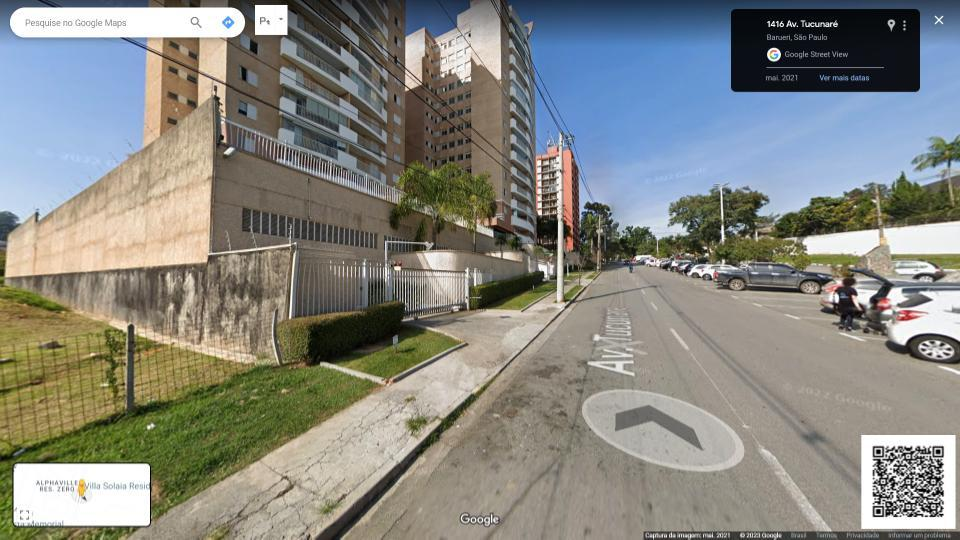 Pesquise no Google Maps
1416 Av. Tucunaré
Barueri, São Paulo
Google Street View
mai. 2021
Ver mais datas
© 2022 Google
Av. Tucunaré
© 2022 Google
ALPHAVILLE
RES. ZERO
Villa Solaia Resid
Memorial
Google
Captura da imagem: mai. 2021 © 2023 Google Brasil Termos Privacidade Informar um problema